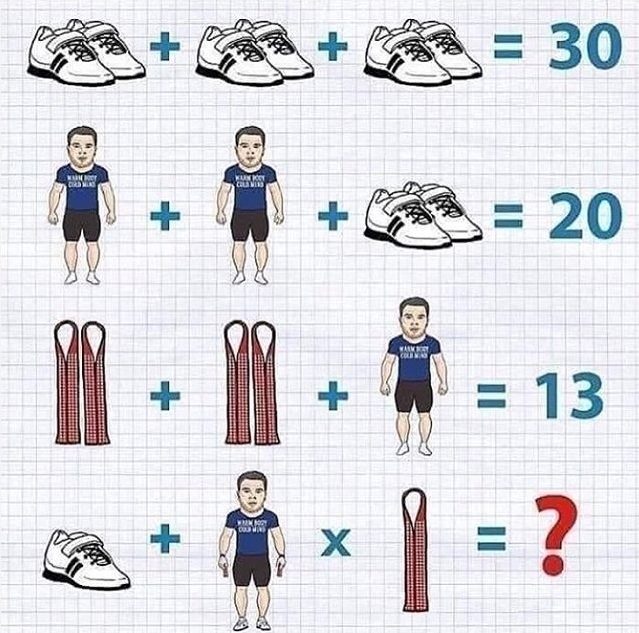 + + = 30
WARM BODY WARM BODY
COLD MIND COLD MIND
+ + = 20
WARM BODY
COLD MIND
+ + = 13
WARM BODY
COLD MIND
+ x = ?